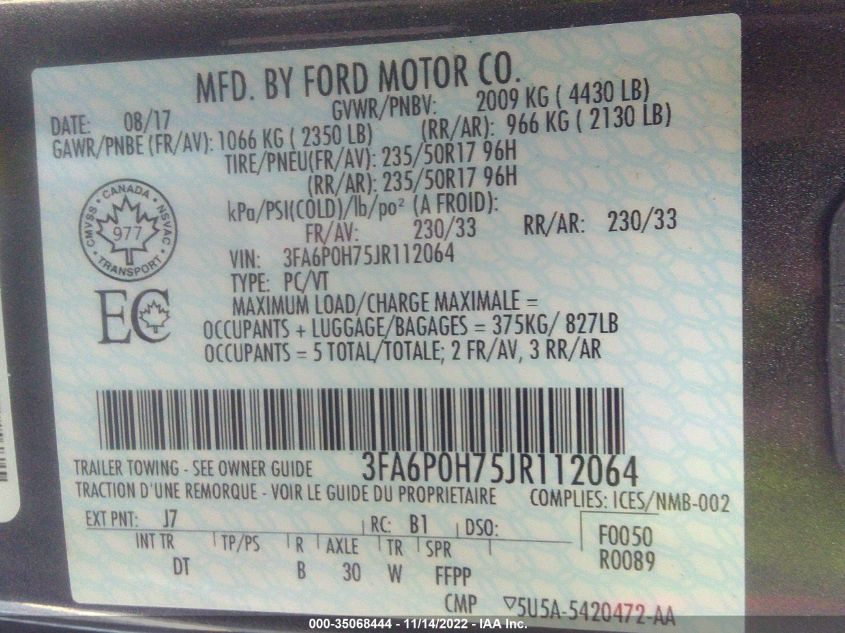 MFD. BY FORD MOTOR CO.
DATE: 08/17 GVWR/PNBV: 2009 KG ( 4430 LB)
GAWR/PNBE (FR/AV): 1066 KG ( 2350 LB) (RR/AR): 966 KG ( 2130 LB)
TIRE/PNEU(FR/AV): 235/50R17 96H
(RR/AR): 235/50R17 96H
kPa/PSI(COLD)/lb/po² (A FROID):
FR/AV: 230/33 RR/AR: 230/33
CANADA
CMVSS • NSVAC
977
TRANSPORT
VIN: 3FA6P0H75JR112064
TYPE: PC/VT
EC
MAXIMUM LOAD/CHARGE MAXIMALE =
OCCUPANTS + LUGGAGE/BAGAGES = 375KG/ 827LB
OCCUPANTS = 5 TOTAL/TOTALE; 2 FR/AV, 3 RR/AR
TRAILER TOWING - SEE OWNER GUIDE 3FA6P0H75JR112064
TRACTION D'UNE REMORQUE - VOIR LE GUIDE DU PROPRIETAIRE COMPLIES: ICES/NMB-002
EXT PNT: J7 RC: B1 DSO: F0050
INT TR TP/PS R AXLE TR SPR R0089
DT B 30 W FFPP
CMP ▽5U5A-5420472-AA
000-35068444 - 11/14/2022 - IAA Inc.